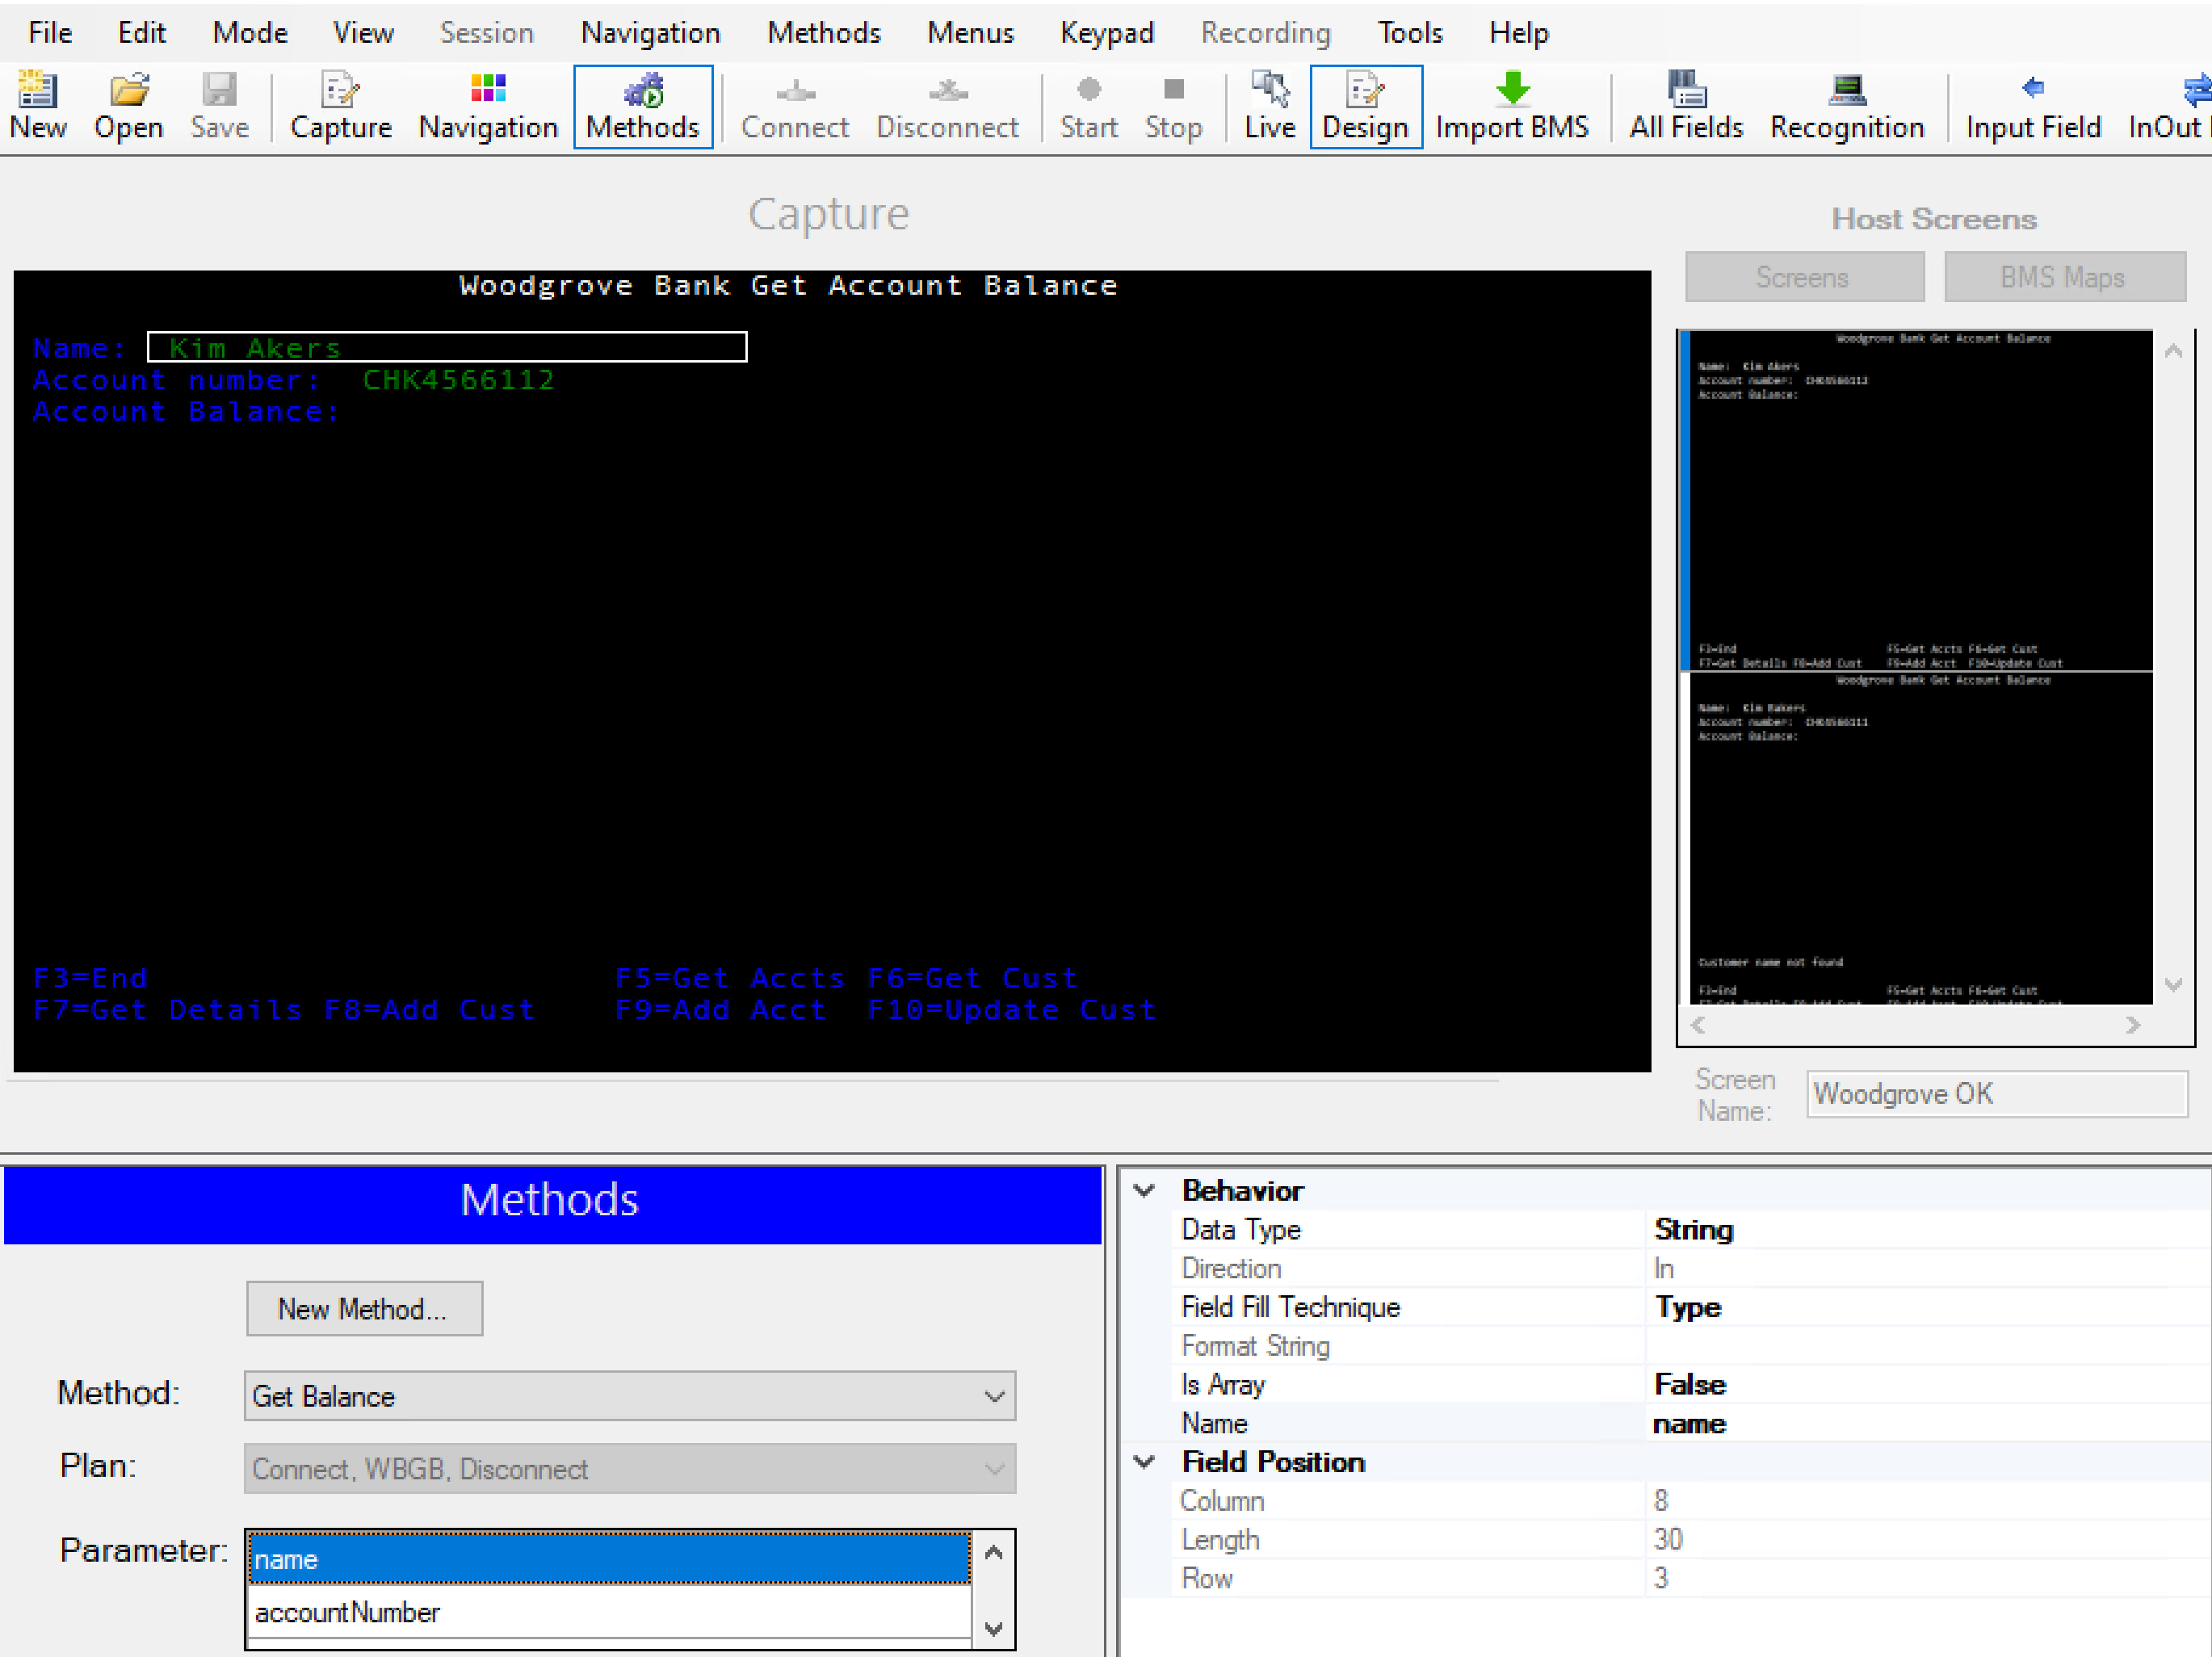 File Edit Mode View Session Navigation Methods Menus Keypad Recording Tools Help
New Open Save Capture Navigation Methods Connect Disconnect Start Stop Live Design Import BMS All Fields Recognition Input Field InOut
Capture
Woodgrove Bank Get Account Balance
Name: Kim Akers
Account number: CHK4566112
Account Balance:
F3=End F5=Get Accts F6=Get Cust
F7=Get Details F8=Add Cust F9=Add Acct F10=Update Cust
Host Screens
Screens BMS Maps
Woodgrove Bank Get Account Balance
Name: Kim Akers
Account number: CHK4566112
Account Balance:
F3=End F5=Get Accts F6=Get Cust
F7=Get Details F8=Add Cust F9=Add Acct F10=Update Cust
Woodgrove Bank Get Account Balance
Name: Kim Bakers
Account number: CHK4566111
Account Balance:
Customer name not found
F3=End F5=Get Accts F6=Get Cust
Screen
Name:
Woodgrove OK
Methods
New Method...
Method: Get Balance
Plan: Connect, WBGB, Disconnect
Parameter: name
accountNumber
Behavior
Data Type String
Direction In
Field Fill Technique Type
Format String
Is Array False
Name name
Field Position
Column 8
Length 30
Row 3